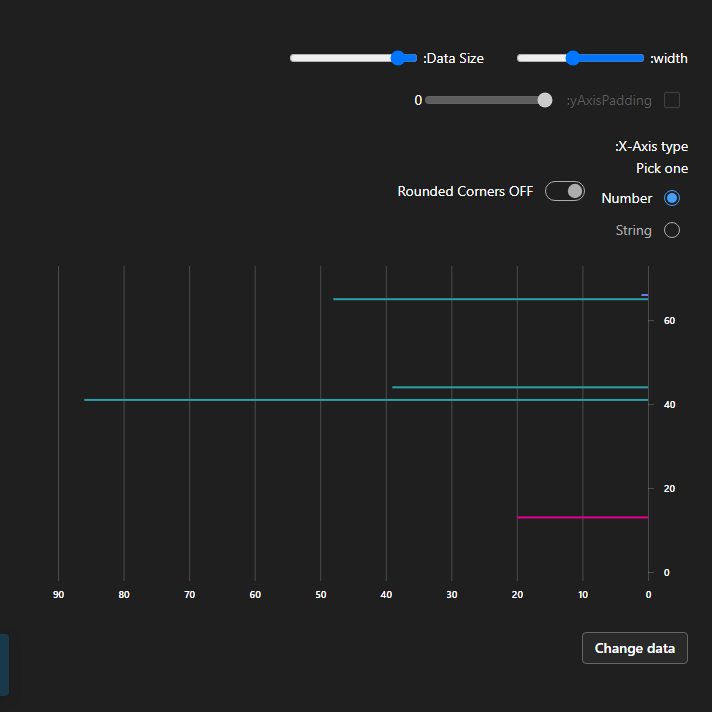 :width
:Data Size
:yAxisPadding
0
:X-Axis type
Pick one
Number
Rounded Corners OFF
String
60
40
20
0
90 80 70 60 50 40 30 20 10 0
Change data